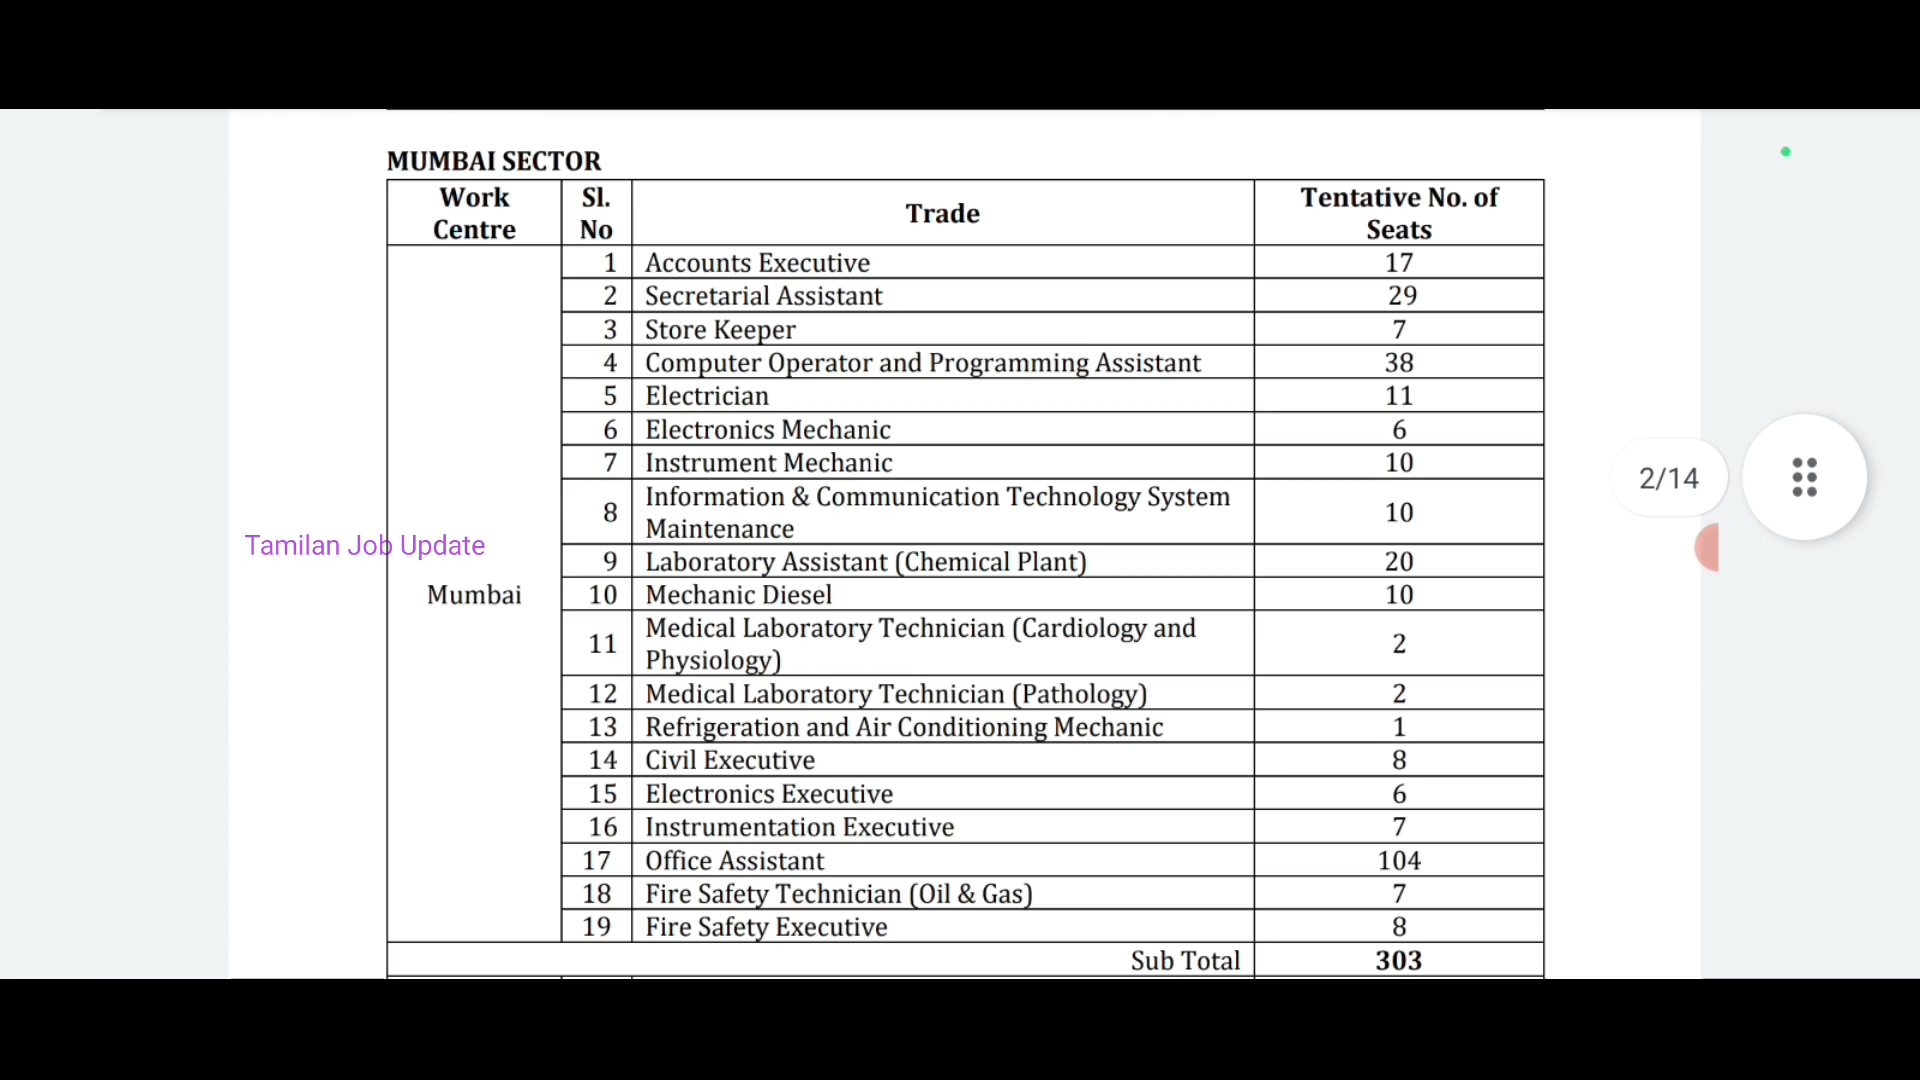 MUMBAI SECTOR
Work Centre Sl. No Trade Tentative No. of Seats
1 Accounts Executive 17
2 Secretarial Assistant 29
3 Store Keeper 7
4 Computer Operator and Programming Assistant 38
5 Electrician 11
6 Electronics Mechanic 6
7 Instrument Mechanic 10
8 Information & Communication Technology System Maintenance 10
Tamilan Job Update
9 Laboratory Assistant (Chemical Plant) 20
Mumbai 10 Mechanic Diesel 10
11 Medical Laboratory Technician (Cardiology and Physiology) 2
12 Medical Laboratory Technician (Pathology) 2
13 Refrigeration and Air Conditioning Mechanic 1
14 Civil Executive 8
15 Electronics Executive 6
16 Instrumentation Executive 7
17 Office Assistant 104
18 Fire Safety Technician (Oil & Gas) 7
19 Fire Safety Executive 8
Sub Total 303
2/14